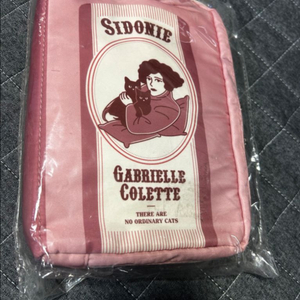 SIDONIE
GABRIELLE
COLETTE
THERE ARE
NO ORDINARY CATS